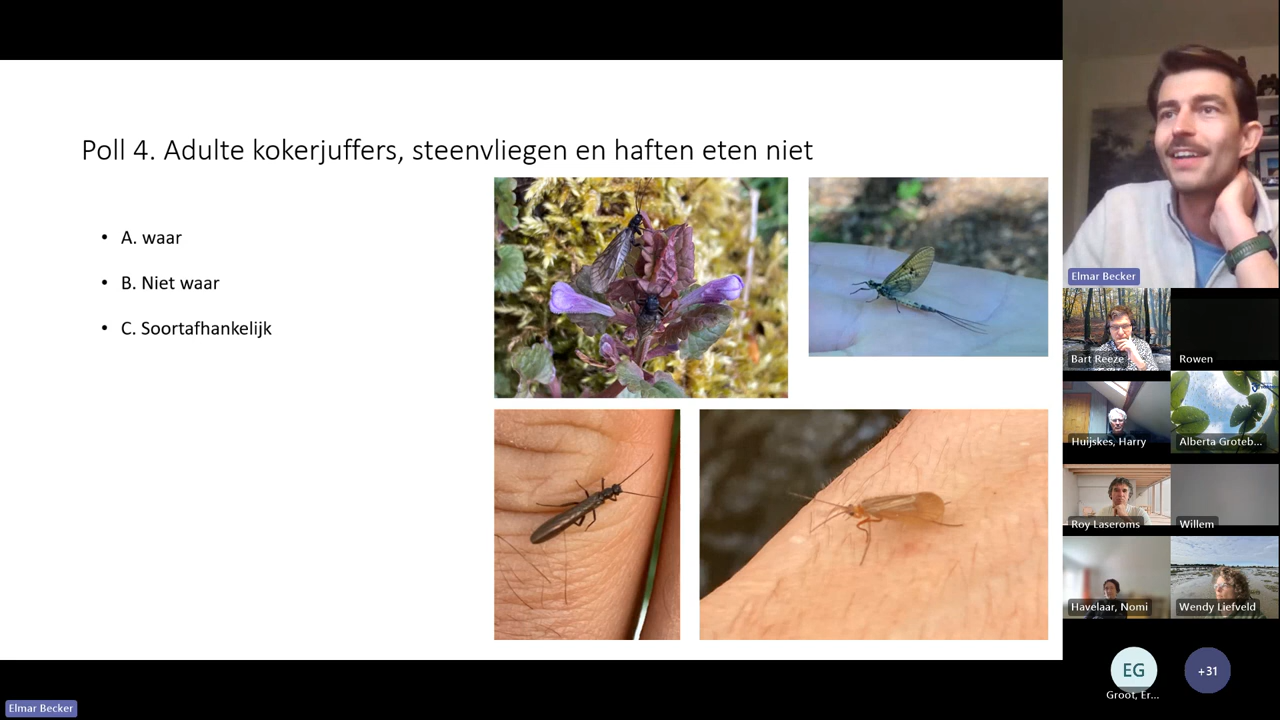 Poll 4. Adulte kokerjuffers, steenvliegen en haften eten niet
• A. waar
• B. Niet waar
• C. Soortafhankelijk
Elmar Becker
Bart Reeze
Rowen
Huijskes, Harry
Alberta Groteb...
Roy Laseroms
Willem
Havelaar, Nomi
Wendy Liefveld
EG
Groot, Er...
+31
Elmar Becker